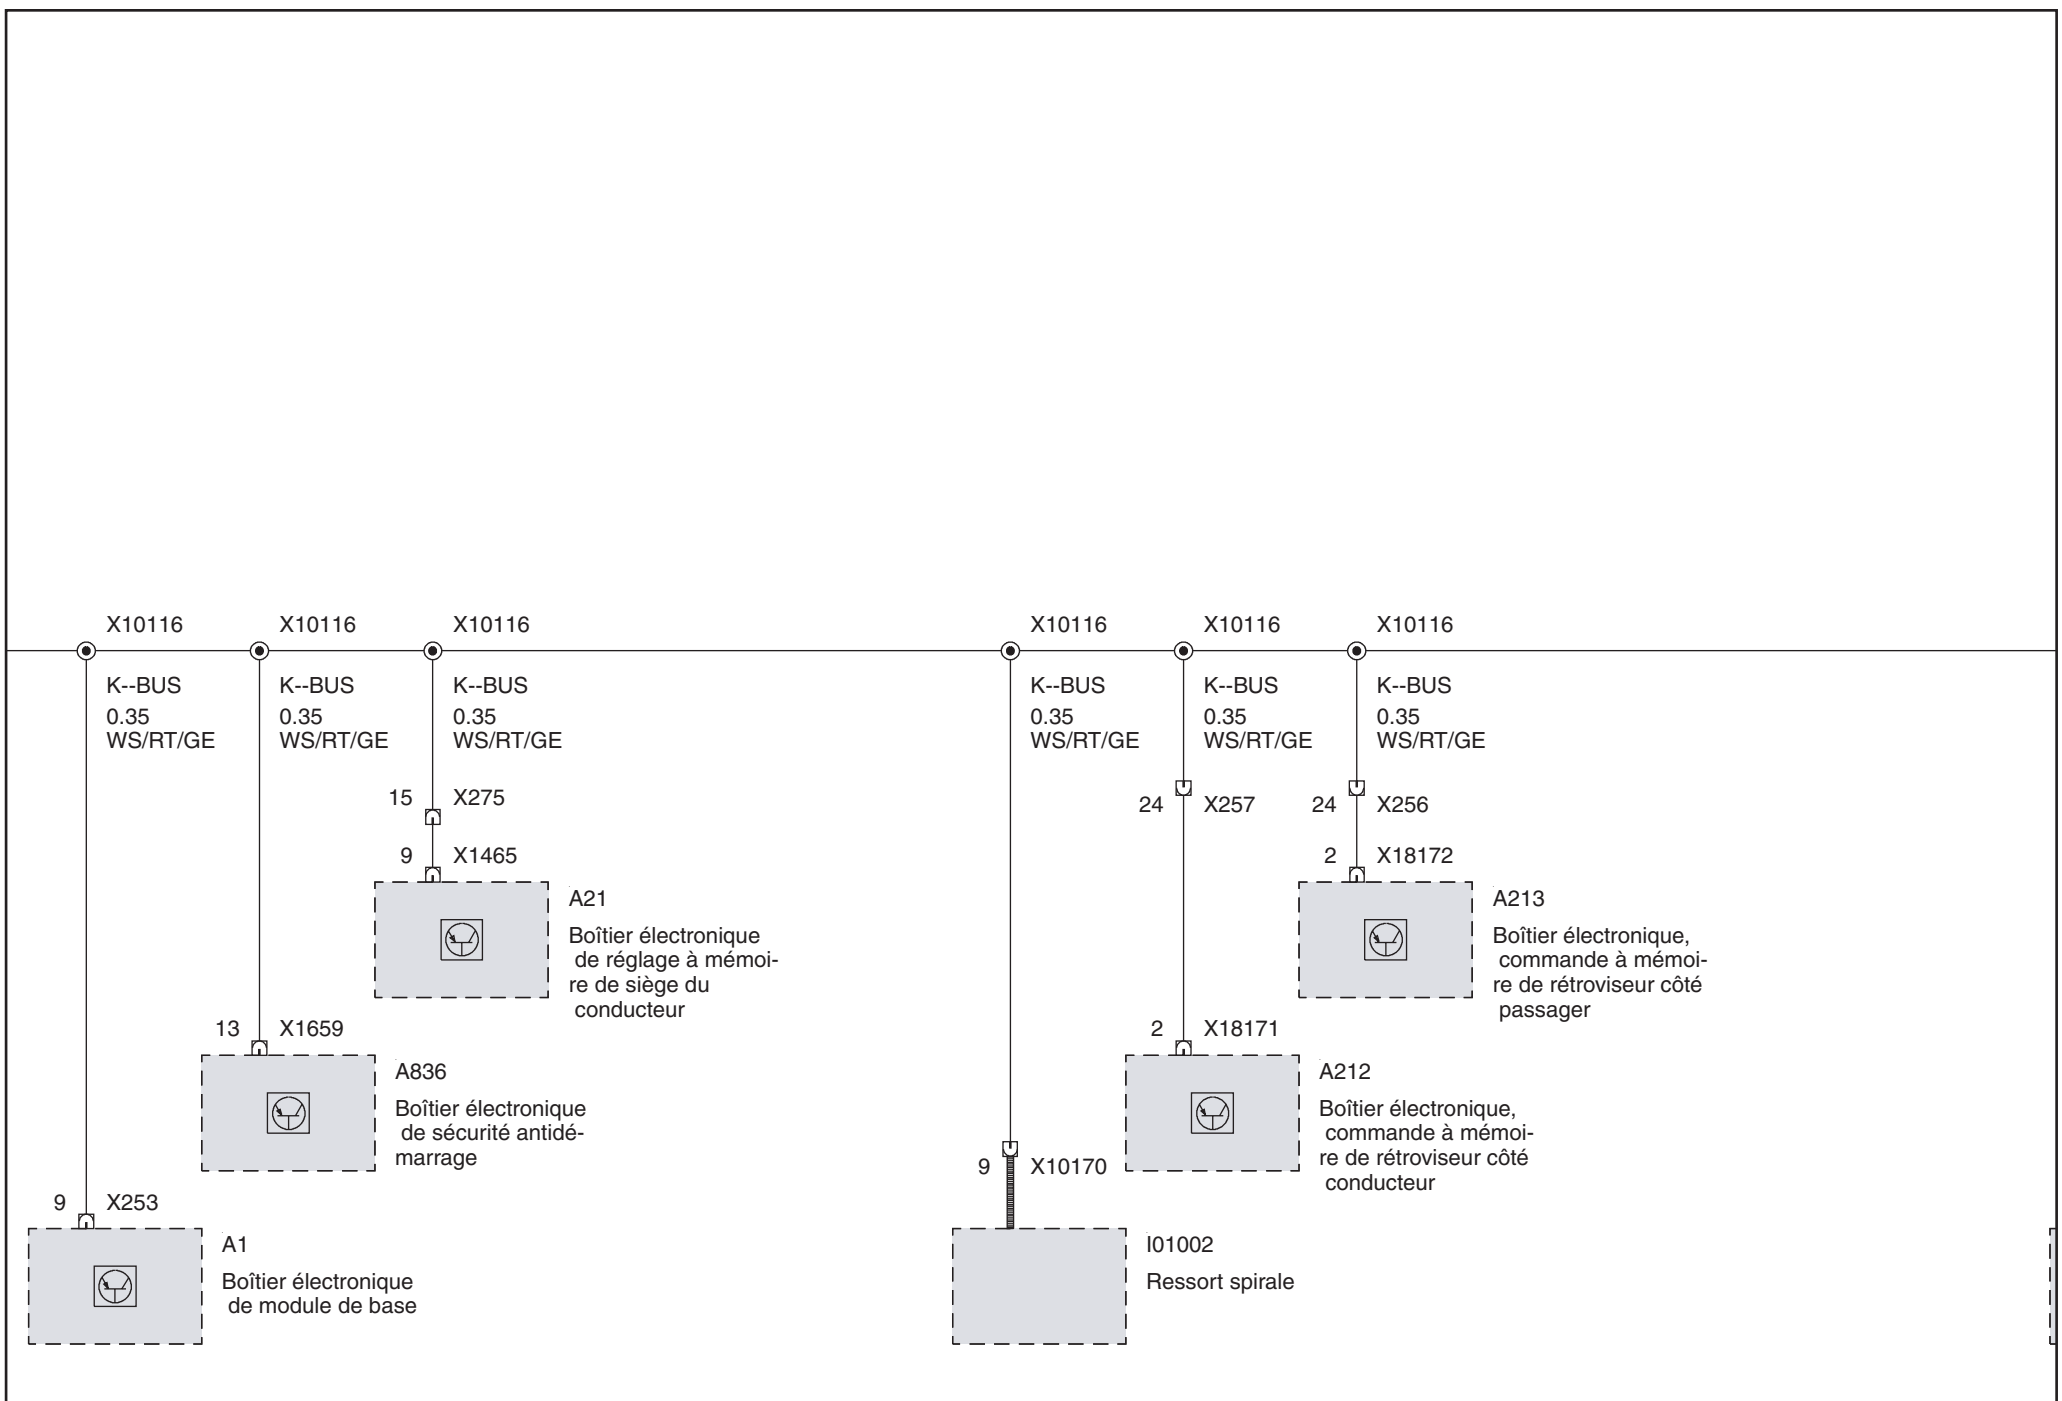 X10116
X10116
X10116
X10116
X10116
X10116
K--BUS
0.35
WS/RT/GE
K--BUS
0.35
WS/RT/GE
K--BUS
0.35
WS/RT/GE
K--BUS
0.35
WS/RT/GE
K--BUS
0.35
WS/RT/GE
K--BUS
0.35
WS/RT/GE
15 X275
24 X257
24 X256
9 X1465
2 X18172
A21
Boîtier électronique
de réglage à mémoi-
re de siège du
conducteur
A213
Boîtier électronique,
commande à mémoi-
re de rétroviseur côté
passager
13 X1659
2 X18171
A836
Boîtier électronique
de sécurité antidé-
marrage
A212
Boîtier électronique,
commande à mémoi-
re de rétroviseur côté
conducteur
9 X10170
9 X253
A1
Boîtier électronique
de module de base
I01002
Ressort spirale